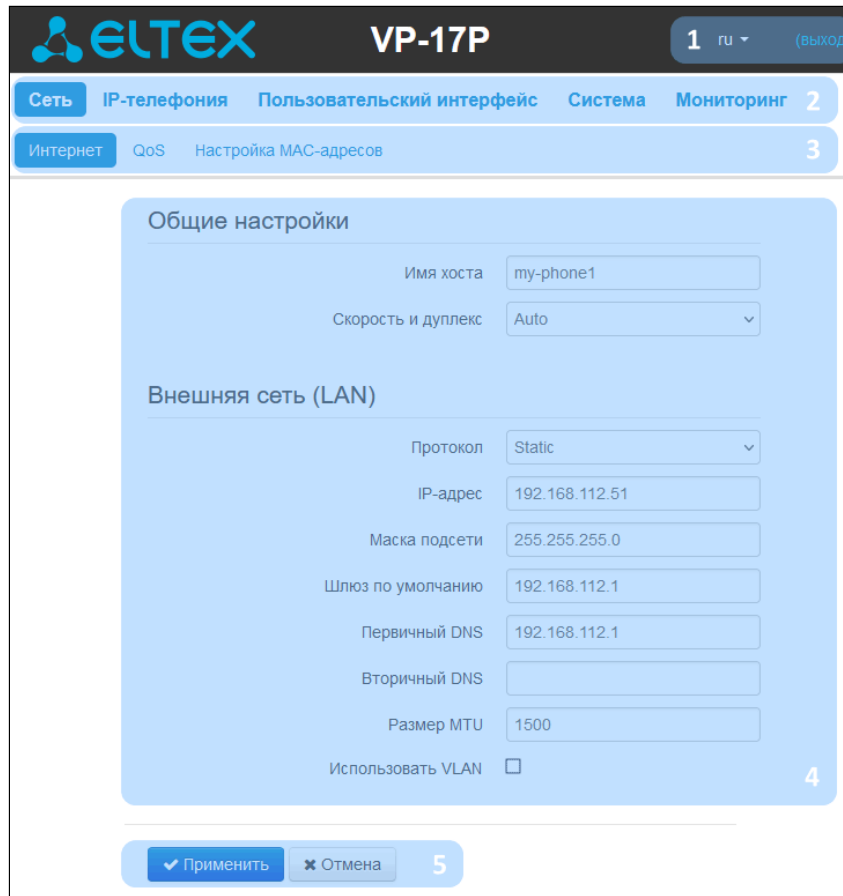 ELTEX VP-17P 1 ru (выход
Сеть IP-телефония Пользовательский интерфейс Система Мониторинг 2
Интернет QoS Настройка MAC-адресов 3
Общие настройки
Имя хоста my-phone1
Скорость и дуплекс Auto
Внешняя сеть (LAN)
Протокол Static
IP-адрес 192.168.112.51
Маска подсети 255.255.255.0
Шлюз по умолчанию 192.168.112.1
Первичный DNS 192.168.112.1
Вторичный DNS
Размер MTU 1500
Использовать VLAN
4
Применить Отмена 5